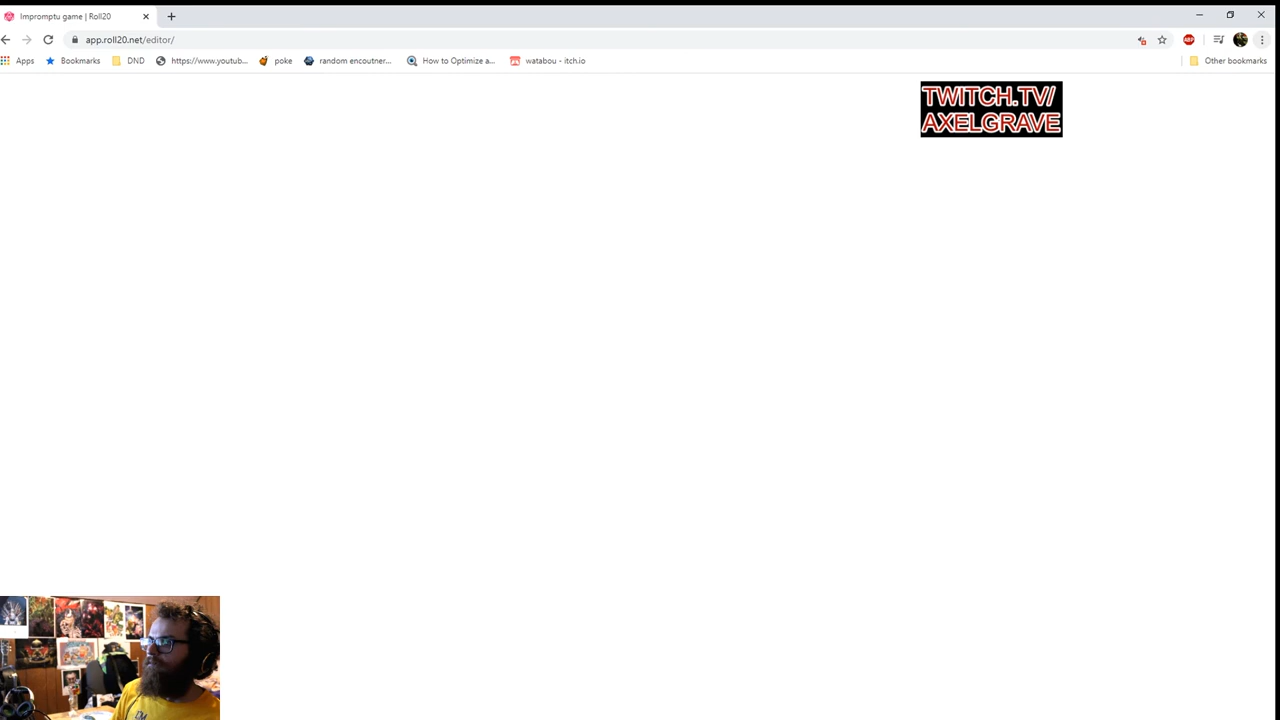 Impromptu game | Roll20
app.roll20.net/editor/
Apps
Bookmarks
DND
https://www.youtub...
poke
random encoutner...
How to Optimize a...
watabou - itch.io
Other bookmarks
ABP
TWITCH.TV/
AXELGRAVE